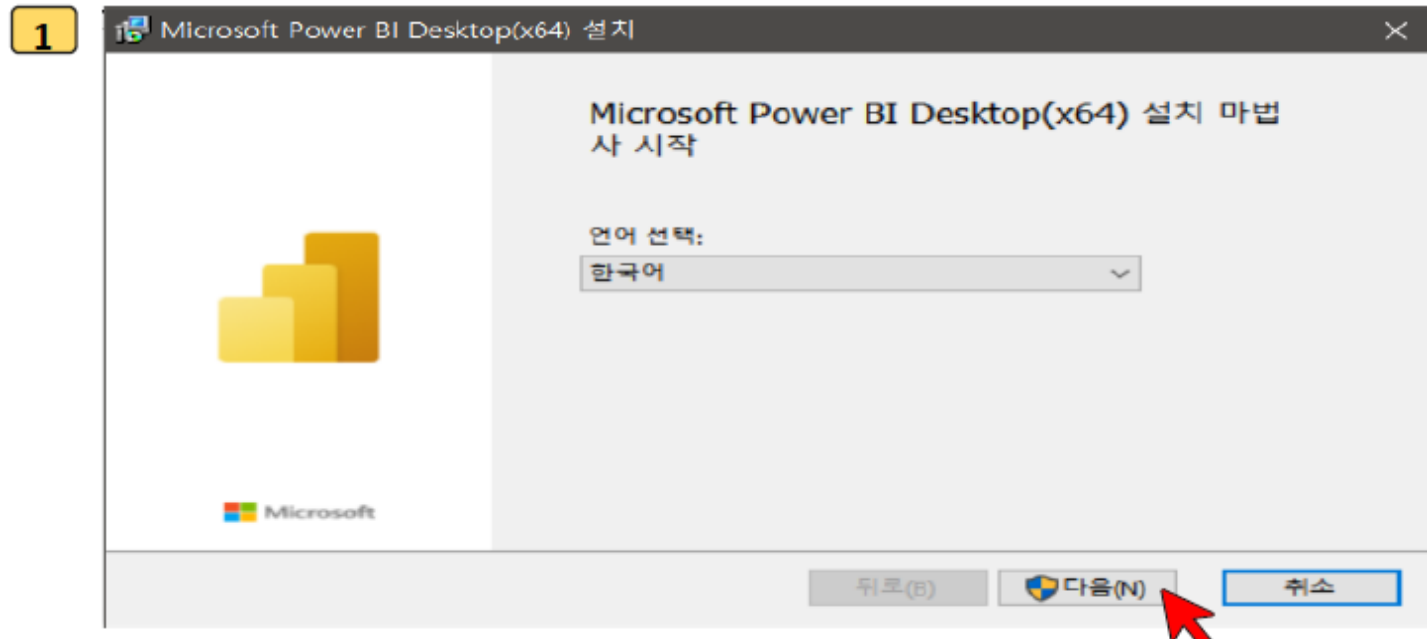 1
Microsoft Power BI Desktop(x64) 설치
Microsoft Power BI Desktop(x64) 설치 마법
사 시작
언어 선택:
한국어
Microsoft
뒤로(B) 다음(N) 취소